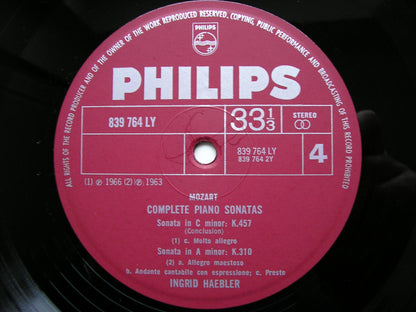 ALL RIGHTS OF THE RECORD PRODUCER AND OF THE OWNER OF THE WORK REPRODUCED RESERVED. COPYING, PUBLIC PERFORMANCE AND BROADCASTING OF THIS RECORD PROHIBITED
PHILIPS
PHILIPS
839 764 LY
33 1/3
STEREO
839 764 LY
839 764 2Y
4
(1) ℗ 1966 (2) ℗ 1963
MOZART
COMPLETE PIANO SONATAS
Sonata in C minor: K.457
(Conclusion)
(1) c. Molto allegro
Sonata in A minor: K.310
(2) a. Allegro maestoso
b. Andante cantabile con espressione; c. Presto
INGRID HAEBLER